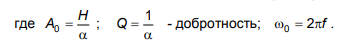 где A₀ = H/α ; Q = 1/α - добротность; ω₀ = 2πf .